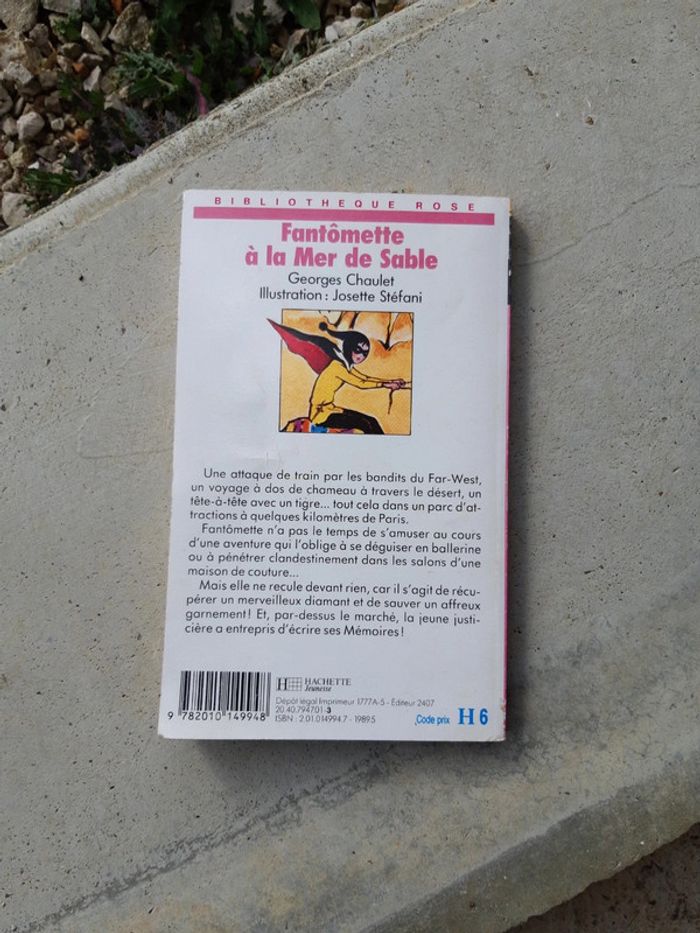 BIBLIOTHEQUE ROSE
Fantômette
à la Mer de Sable
Georges Chaulet
Illustration : Josette Stéfani
Une attaque de train par les bandits du Far-West,
un voyage à dos de chameau à travers le désert, un
tête-à-tête avec un tigre... tout cela dans un parc d'at-
tractions à quelques kilomètres de Paris.
Fantômette n'a pas le temps de s'amuser au cours
d'une aventure qui l'oblige à se déguiser en ballerine
ou à pénétrer clandestinement dans les salons d'une
maison de couture...
Mais elle ne recule devant rien, car il s'agit de récu-
pérer un merveilleux diamant et de sauver un affreux
garnement ! Et, par-dessus le marché, la jeune justi-
cière a entrepris d'écrire ses Mémoires !
H HACHETTE
Jeunesse
Dépôt légal Imprimeur 1777A-5 - Editeur 2407
20.40.7947.01-3
ISBN : 2.01.014994.7 - 1989.5
9 782010 149948
Code prix H 6